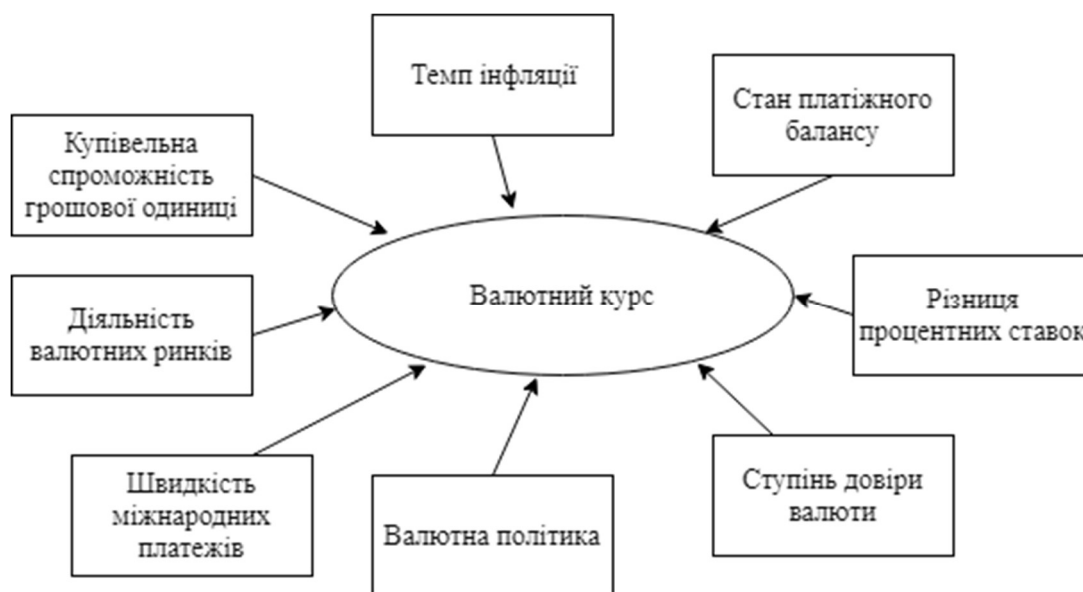 Темп інфляції
Стан платіжного
балансу
Купівельна
спроможність
грошової одиниці
Валютний курс
Різниця
процентних ставок
Діяльність
валютних ринків
Швидкість
міжнародних
платежів
Валютна політика
Ступінь довіри
валюти